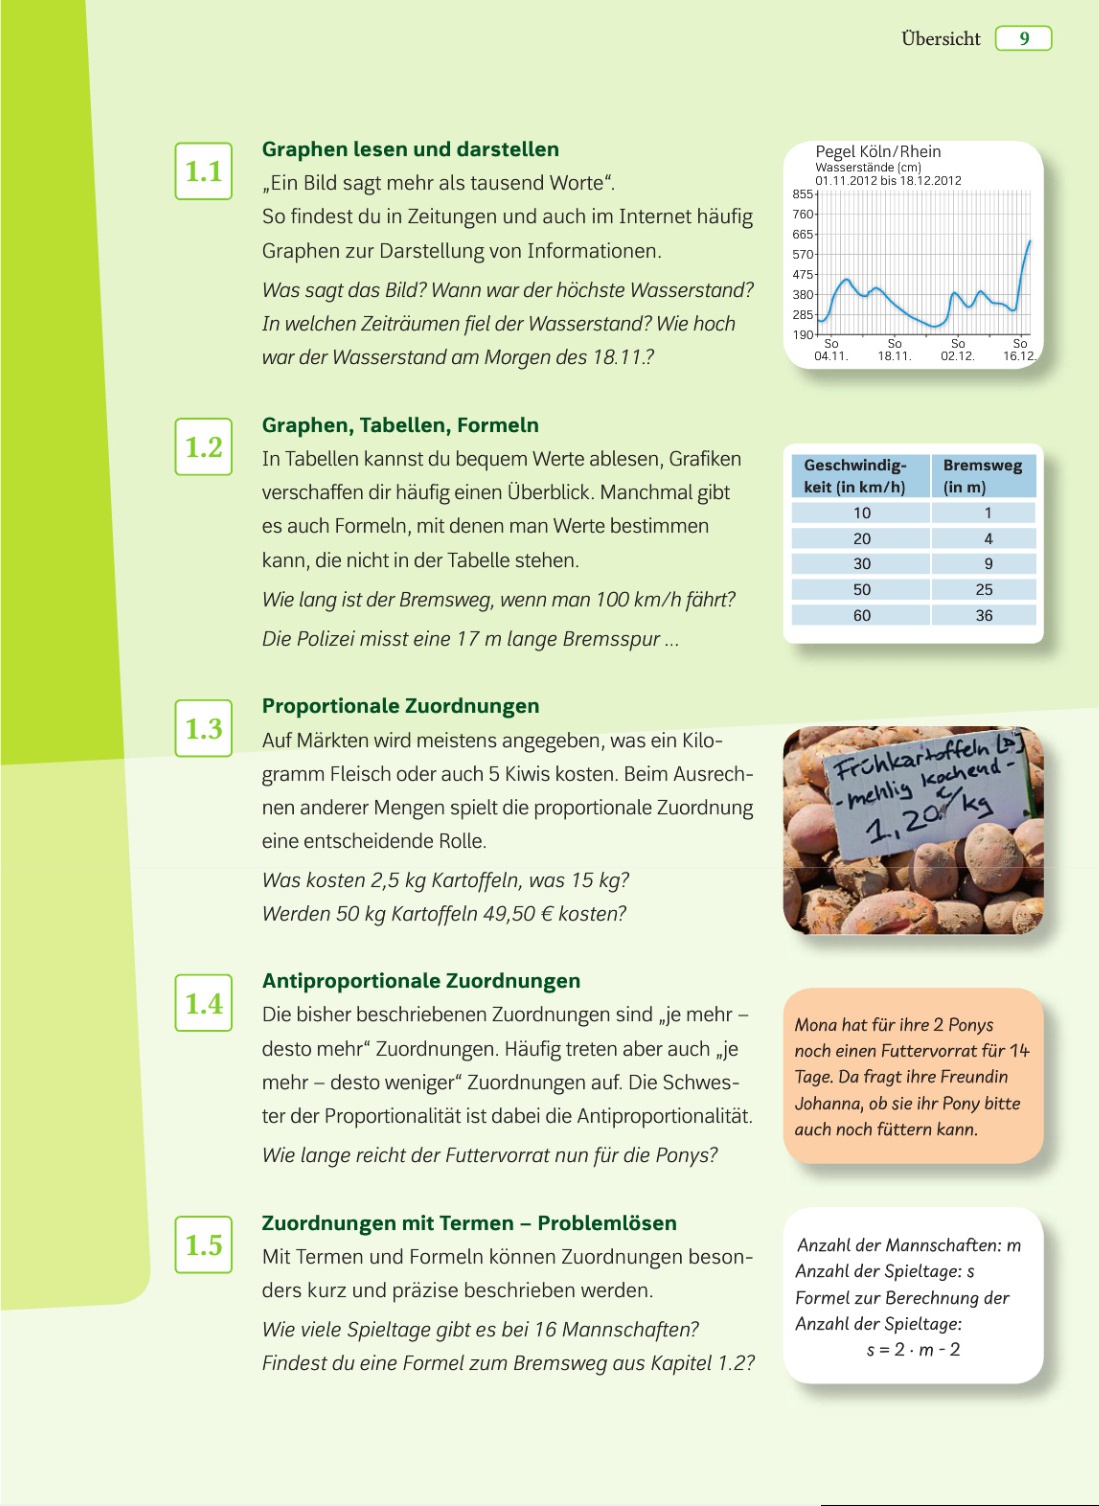 Übersicht 9
1.1
Graphen lesen und darstellen
„Ein Bild sagt mehr als tausend Worte“.
So findest du in Zeitungen und auch im Internet häufig
Graphen zur Darstellung von Informationen.
Was sagt das Bild? Wann war der höchste Wasserstand?
In welchen Zeiträumen fiel der Wasserstand? Wie hoch
war der Wasserstand am Morgen des 18.11.?
Pegel Köln/Rhein
Wasserstände (cm)
01.11.2012 bis 18.12.2012
855
760
665
570
475
380
285
190
So So So So
04.11. 18.11. 02.12. 16.12.
1.2
Graphen, Tabellen, Formeln
In Tabellen kannst du bequem Werte ablesen, Grafiken
verschaffen dir häufig einen Überblick. Manchmal gibt
es auch Formeln, mit denen man Werte bestimmen
kann, die nicht in der Tabelle stehen.
Wie lang ist der Bremsweg, wenn man 100 km/h fährt?
Die Polizei misst eine 17 m lange Bremsspur ...
Geschwindig- Bremsweg
keit (in km/h) (in m)
10 1
20 4
30 9
50 25
60 36
1.3
Proportionale Zuordnungen
Auf Märkten wird meistens angegeben, was ein Kilo-
gramm Fleisch oder auch 5 Kiwis kosten. Beim Ausrech-
nen anderer Mengen spielt die proportionale Zuordnung
eine entscheidende Rolle.
Was kosten 2,5 kg Kartoffeln, was 15 kg?
Werden 50 kg Kartoffeln 49,50 € kosten?
Frühkartoffeln (D)
-mehlig kochend-
1,20 €/kg
1.4
Antiproportionale Zuordnungen
Die bisher beschriebenen Zuordnungen sind „je mehr –
desto mehr“ Zuordnungen. Häufig treten aber auch „je
mehr – desto weniger“ Zuordnungen auf. Die Schwes-
ter der Proportionalität ist dabei die Antiproportionalität.
Wie lange reicht der Futtervorrat nun für die Ponys?
Mona hat für ihre 2 Ponys
noch einen Futtervorrat für 14
Tage. Da fragt ihre Freundin
Johanna, ob sie ihr Pony bitte
auch noch füttern kann.
1.5
Zuordnungen mit Termen – Problemlösen
Mit Termen und Formeln können Zuordnungen beson-
ders kurz und präzise beschrieben werden.
Wie viele Spieltage gibt es bei 16 Mannschaften?
Findest du eine Formel zum Bremsweg aus Kapitel 1.2?
Anzahl der Mannschaften: m
Anzahl der Spieltage: s
Formel zur Berechnung der
Anzahl der Spieltage:
s = 2 · m - 2